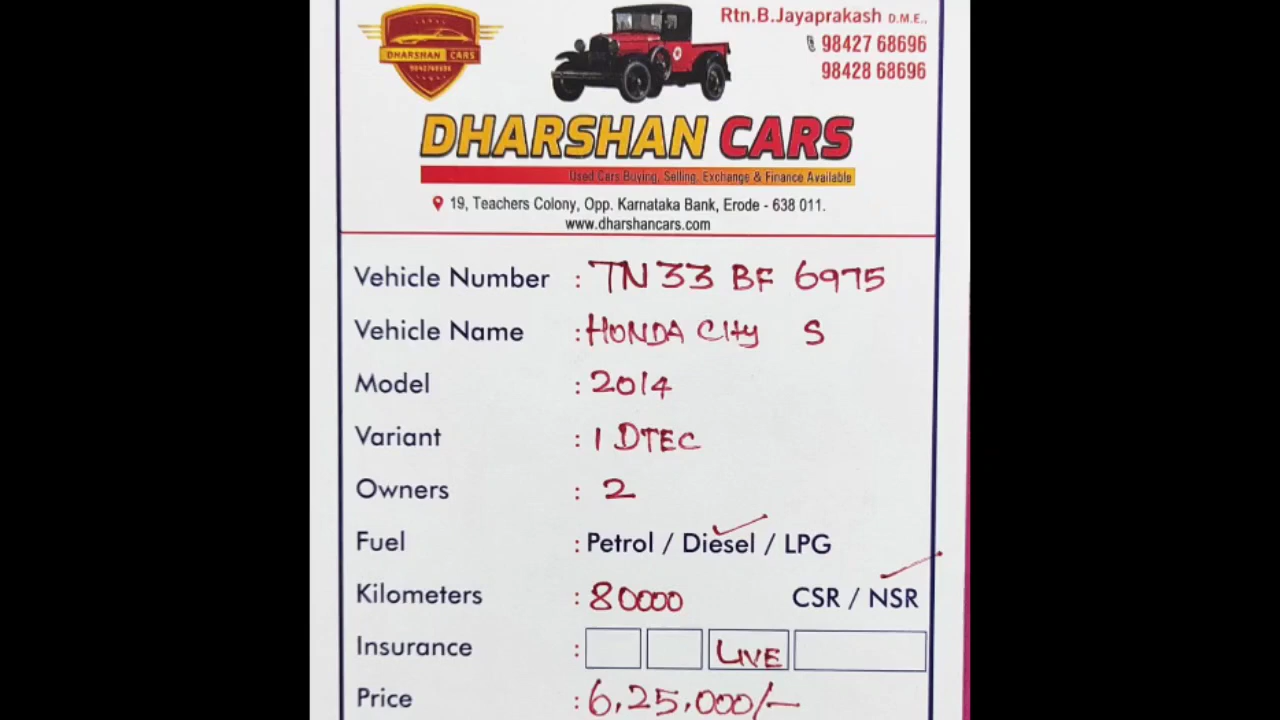 Rtn.B.Jayaprakash D.M.E.,
98427 68696
98428 68696
DHARSHAN CARS
9842768696
DHARSHAN CARS
Used Cars Buying, Selling, Exchange & Finance Available
19, Teachers Colony, Opp. Karnataka Bank, Erode - 638 011.
www.dharshancars.com
Vehicle Number : TN 33 BF 6975
Vehicle Name : HONDA CITY S
Model : 2014
Variant : I DTEC
Owners : 2
Fuel : Petrol / Diesel / LPG
Kilometers : 80000 CSR / NSR
Insurance : LIVE
Price : 6,25,000/-